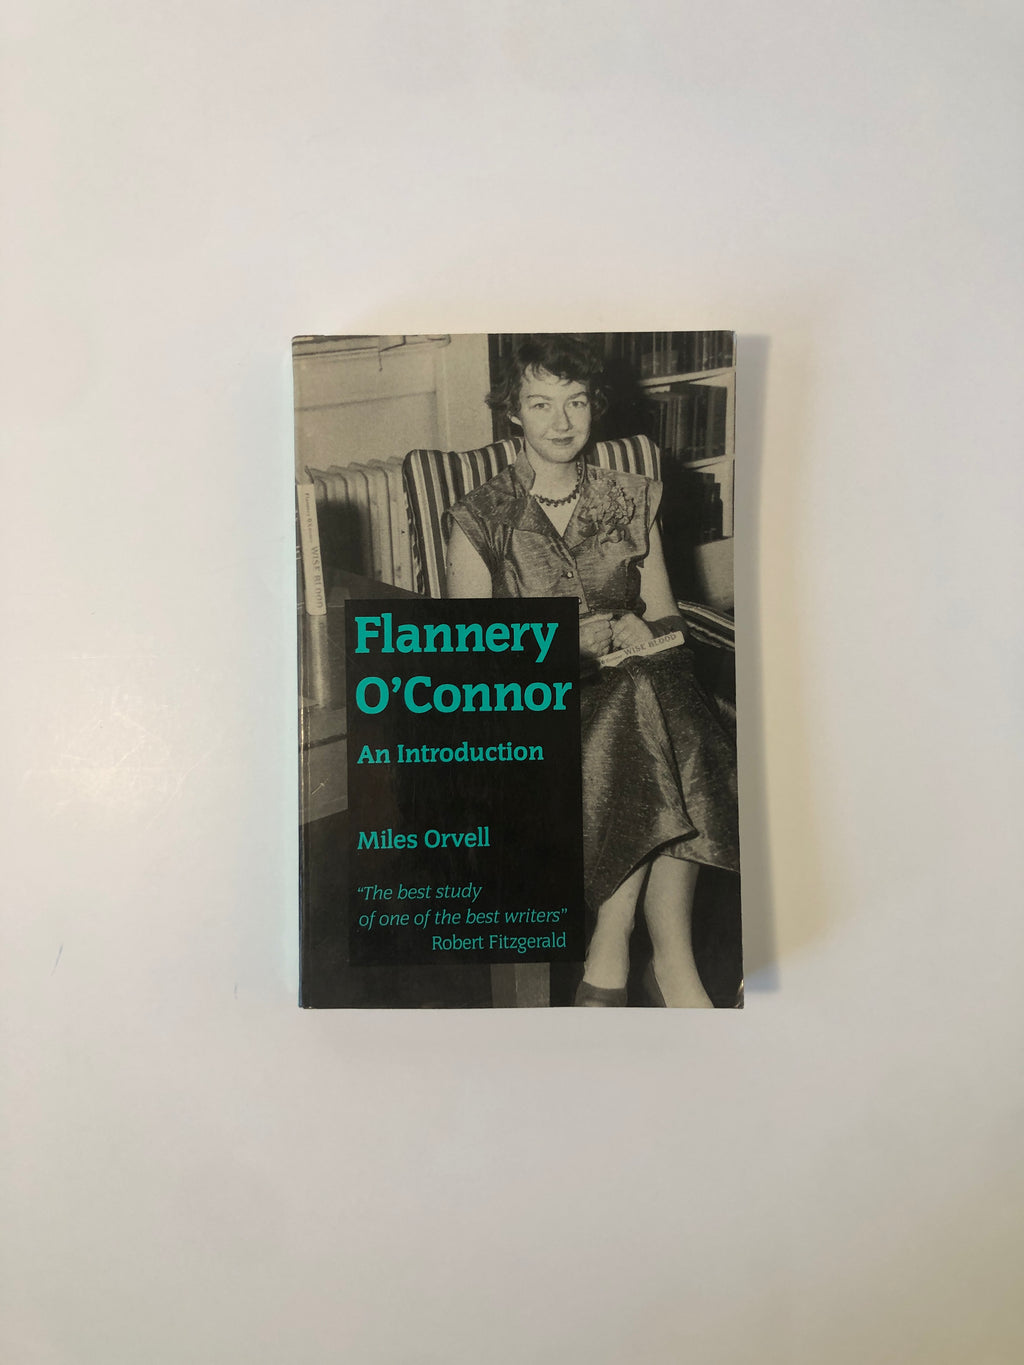 Flannery
O’Connor
An Introduction
Miles Orvell
“The best study
of one of the best writers”
Robert Fitzgerald
WISE BLOOD
WISE BLOOD